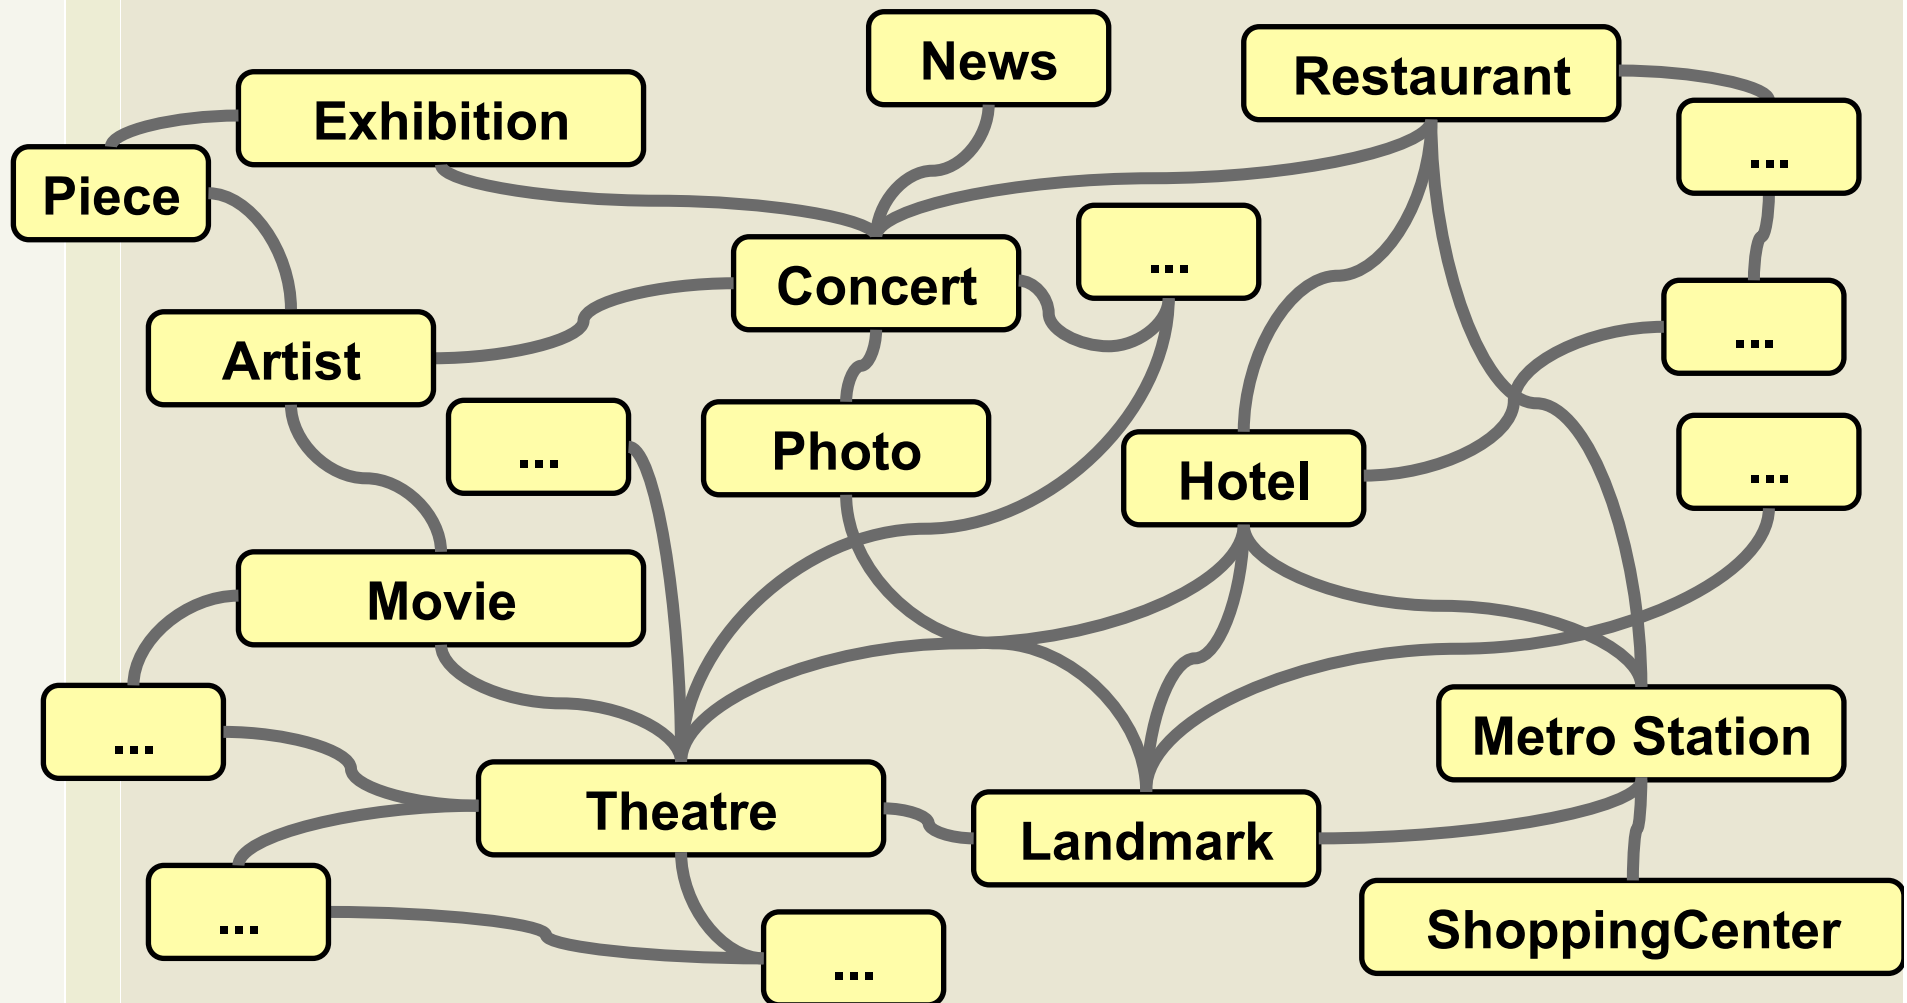 News
Restaurant
Exhibition
...
Piece
...
Concert
...
Artist
...
Photo
Hotel
...
Movie
...
Metro Station
Theatre
Landmark
...
ShoppingCenter
...